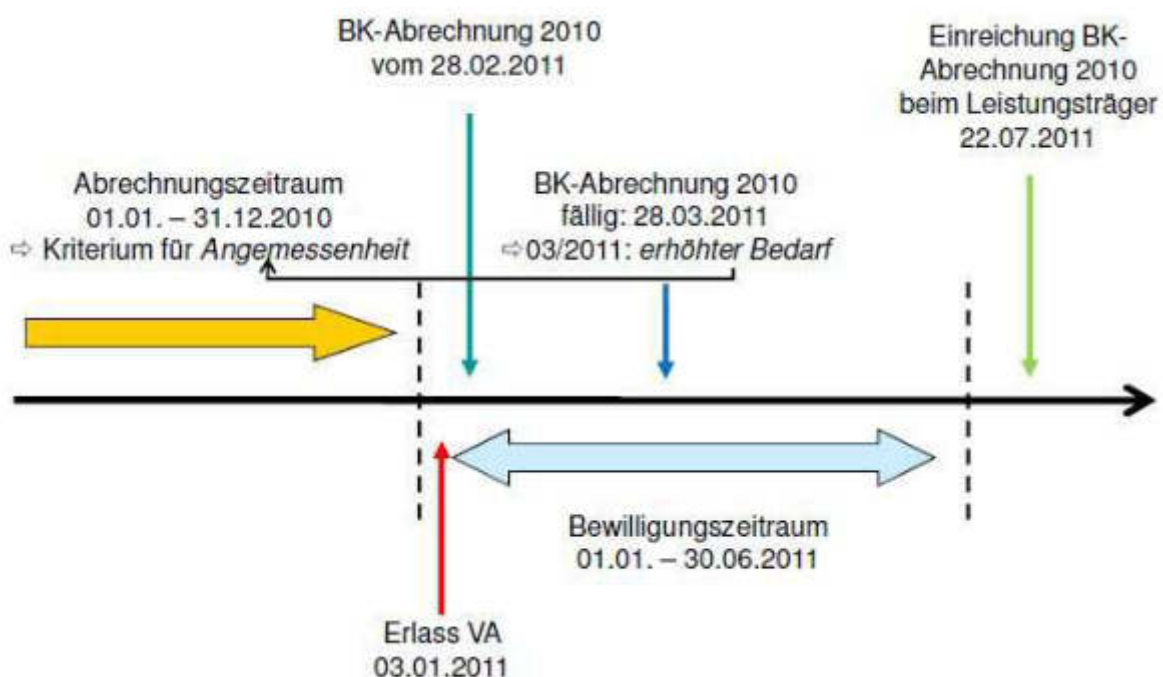 BK-Abrechnung 2010
vom 28.02.2011
Einreichung BK-
Abrechnung 2010
beim Leistungsträger
22.07.2011
Abrechnungszeitraum
01.01. – 31.12.2010
⇨ Kriterium für Angemessenheit
BK-Abrechnung 2010
fällig: 28.03.2011
⇨03/2011: erhöhter Bedarf
Bewilligungszeitraum
01.01. – 30.06.2011
Erlass VA
03.01.2011